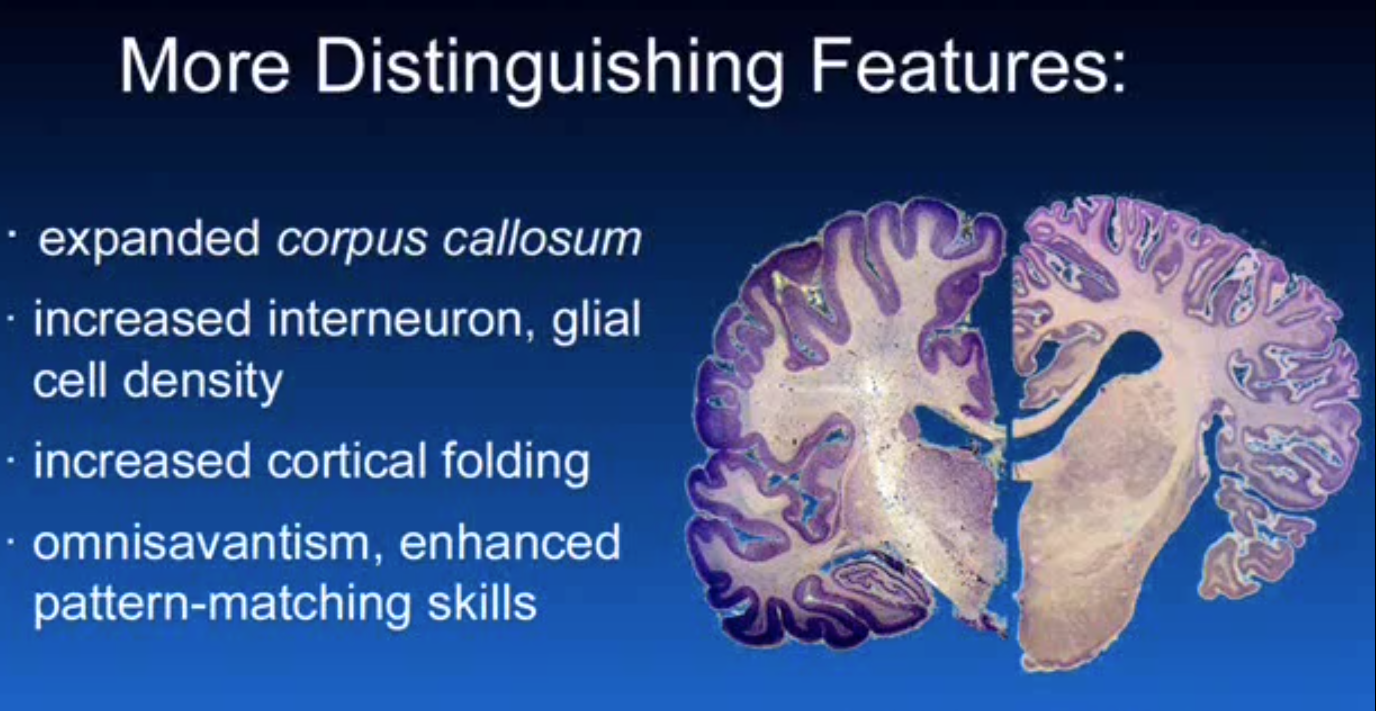 More Distinguishing Features:
· expanded corpus callosum
· increased interneuron, glial
cell density
· increased cortical folding
· omnisavantism, enhanced
pattern-matching skills